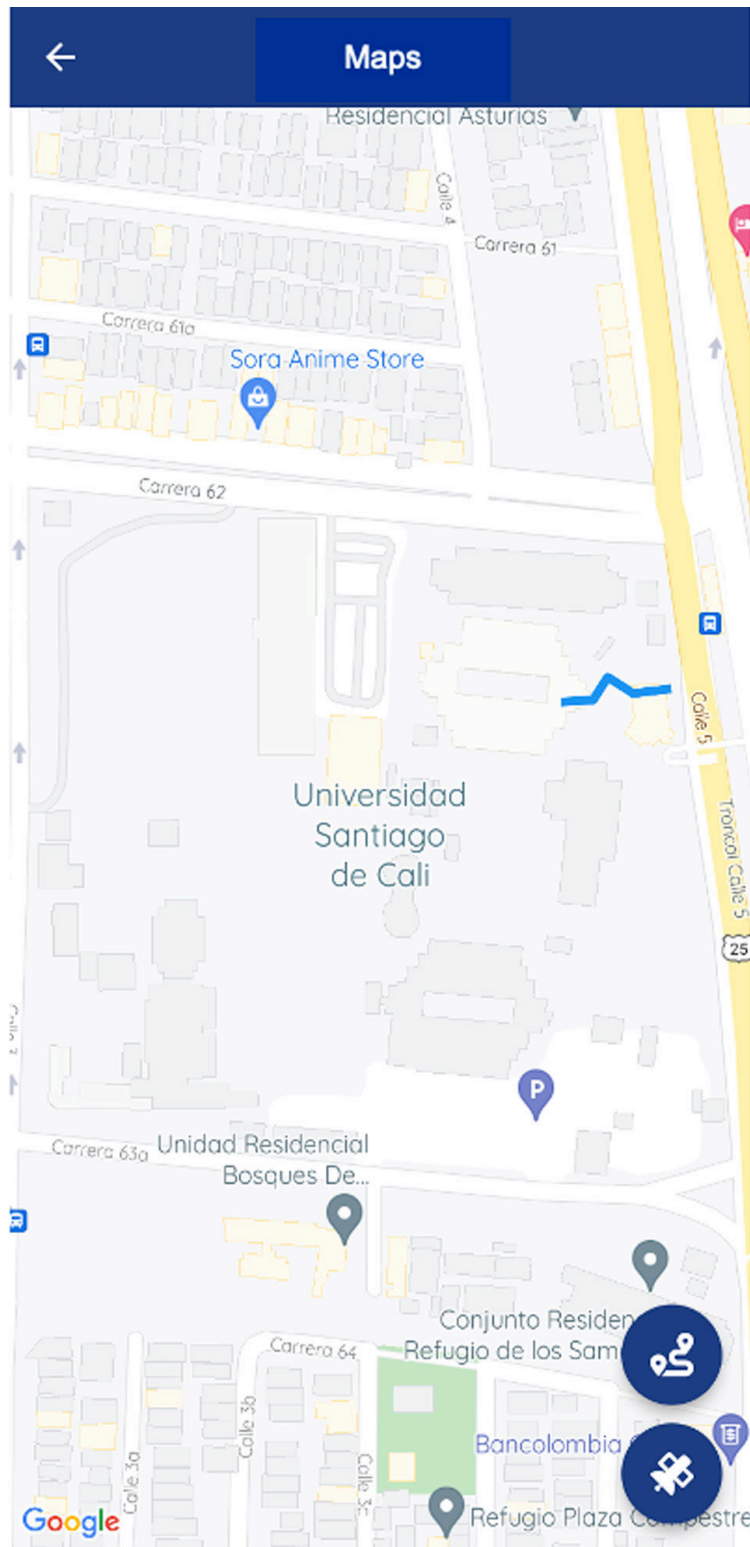 Maps
Residencial Asturias
Calle 4
Carrera 61
Carrera 61a
Sora Anime Store
Carrera 62
Calle 5
Universidad
Santiago
de Cali
Troncal Calle 5
25
P
Carrera 63a
Unidad Residencial
Bosques De...
Conjunto Residen
Refugio de los Sam
Carrera 64
Calle 3b
Calle 3a
Calle 3c
Bancolombia
Refugio Plaza C
pestre
Google